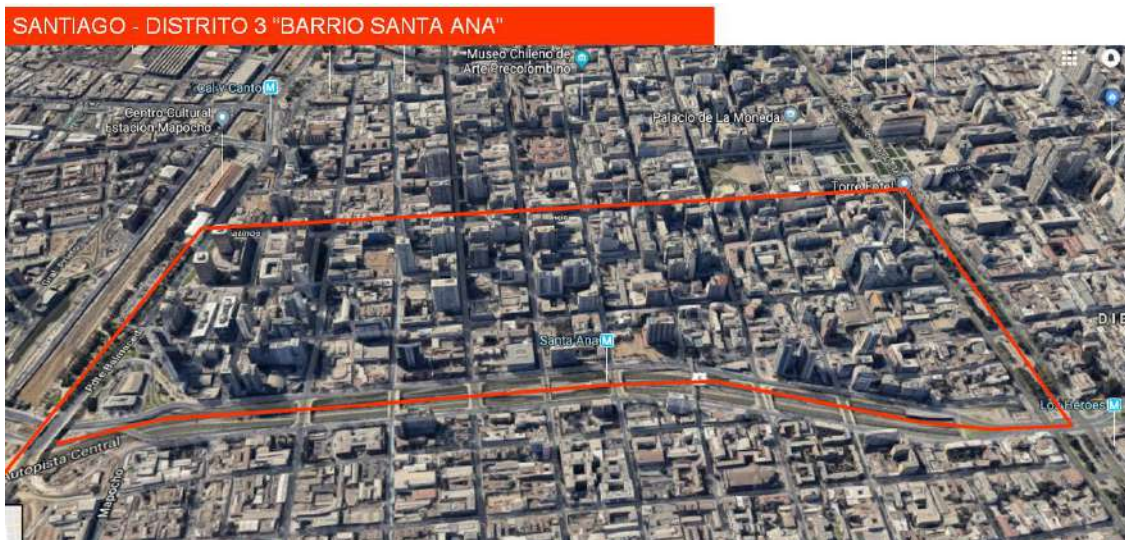 SANTIAGO - DISTRITO 3 "BARRIO SANTA ANA"
Museo Chileno de
Arte Precolombino
Cal y Canto M
Centro Cultural
Estación Mapocho
Palacio de La Moneda
Torre Entel
Santa Ana M
DIE
Los Héroes M
Autopista Central
Mapocho